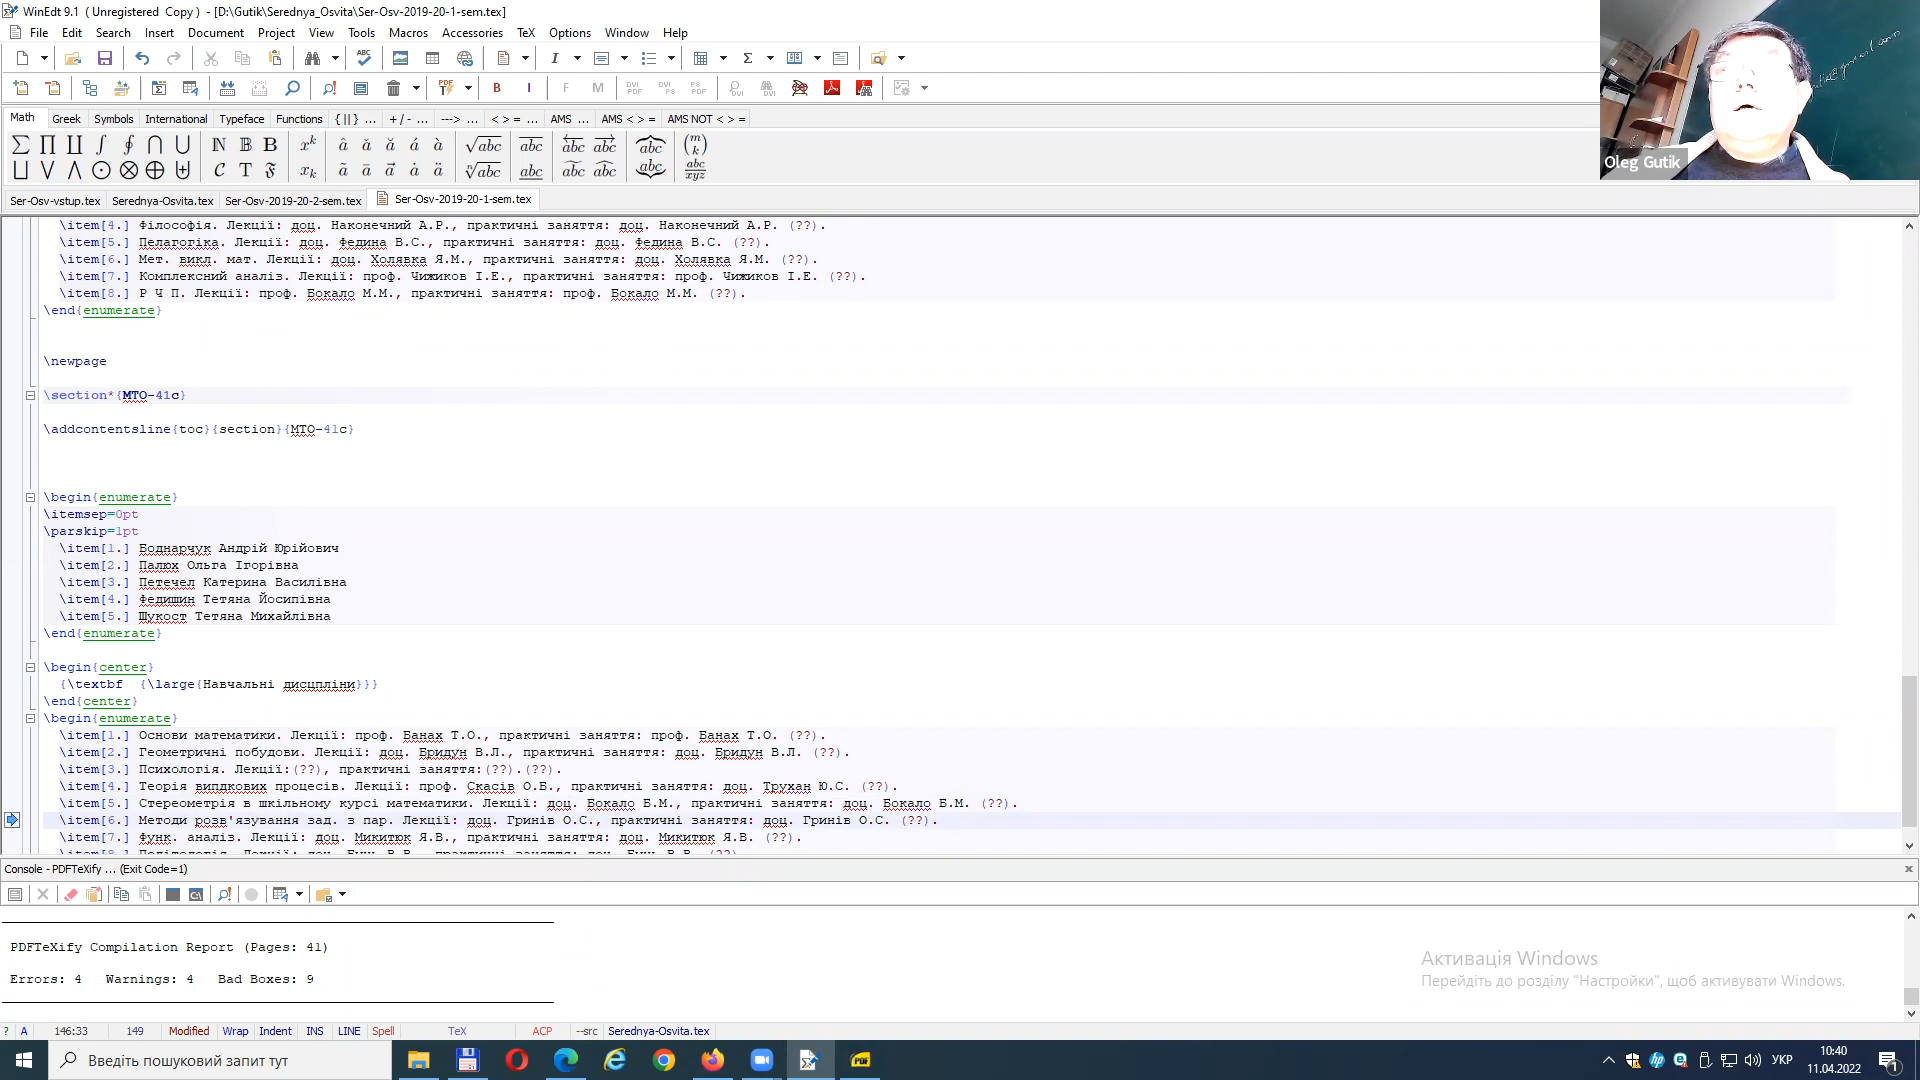 WinEdt 9.1 ( Unregistered Copy ) - [D:\Gutik\Serednya_Osvita\Ser-Osv-2019-20-1-sem.tex]
File Edit Search Insert Document Project View Tools Macros Accessories TeX Options Window Help
Math Greek Symbols International Typeface Functions { || } ... + / - ... ---> ... < > = ... AMS ... AMS < > = AMS NOT < > =
Oleg Gutik
Ser-Osv-vstup.tex Serednya-Osvita.tex Ser-Osv-2019-20-2-sem.tex Ser-Osv-2019-20-1-sem.tex
\item[4.] Філософія. Лекції: доц. Наконечний А.Р., практичні заняття: доц. Наконечний А.Р. (??).
\item[5.] Пелагогіка. Лекції: доц. Федина В.С., практичні заняття: доц. Федина В.С. (??).
\item[6.] Мет. викл. мат. Лекції: доц. Холявка Я.М., практичні заняття: доц. Холявка Я.М. (??).
\item[7.] Комплексний аналіз. Лекції: проф. Чижиков І.Е., практичні заняття: проф. Чижиков І.Е. (??).
\item[8.] Р Ч П. Лекції: проф. Бокало М.М., практичні заняття: проф. Бокало М.М. (??).
\end{enumerate}
\newpage
\section*{МТО-41с}
\addcontentsline{toc}{section}{МТО-41с}
\begin{enumerate}
\itemsep=0pt
\parskip=1pt
\item[1.] Боднарчук Андрій Юрійович
\item[2.] Палюх Ольга Ігорівна
\item[3.] Петечел Катерина Василівна
\item[4.] Федишин Тетяна Йосипівна
\item[5.] Шукост Тетяна Михайлівна
\end{enumerate}
\begin{center}
{\textbf {\large{Навчальні дисцпліни}}}
\end{center}
\begin{enumerate}
\item[1.] Основи математики. Лекції: проф. Банах Т.О., практичні заняття: проф. Банах Т.О. (??).
\item[2.] Геометричні побудови. Лекції: доц. Бридун В.Л., практичні заняття: доц. Бридун В.Л. (??).
\item[3.] Психологія. Лекції:(??), практичні заняття:(??).(??).
\item[4.] Теорія випдкових процесів. Лекції: проф. Скасів О.Б., практичні заняття: доц. Трухан Ю.С. (??).
\item[5.] Стереометрія в шкільному курсі математики. Лекції: доц. Бокало Б.М., практичні заняття: доц. Бокало Б.М. (??).
\item[6.] Методи розв'язування зад. з пар. Лекції: доц. Гринів О.С., практичні заняття: доц. Гринів О.С. (??).
\item[7.] Функ. аналіз. Лекції: доц. Микитюк Я.В., практичні заняття: доц. Микитюк Я.В. (??).
Console - PDFTeXify ... (Exit Code=1)
PDFTeXify Compilation Report (Pages: 41)
Errors: 4 Warnings: 4 Bad Boxes: 9
Активація Windows
Перейдіть до розділу "Настройки", щоб активувати Windows.
? A 146:33 149 Modified Wrap Indent INS LINE Spell TeX ACP --src Serednya-Osvita.tex
Введіть пошуковий запит тут
УКР 10:40
11.04.2022